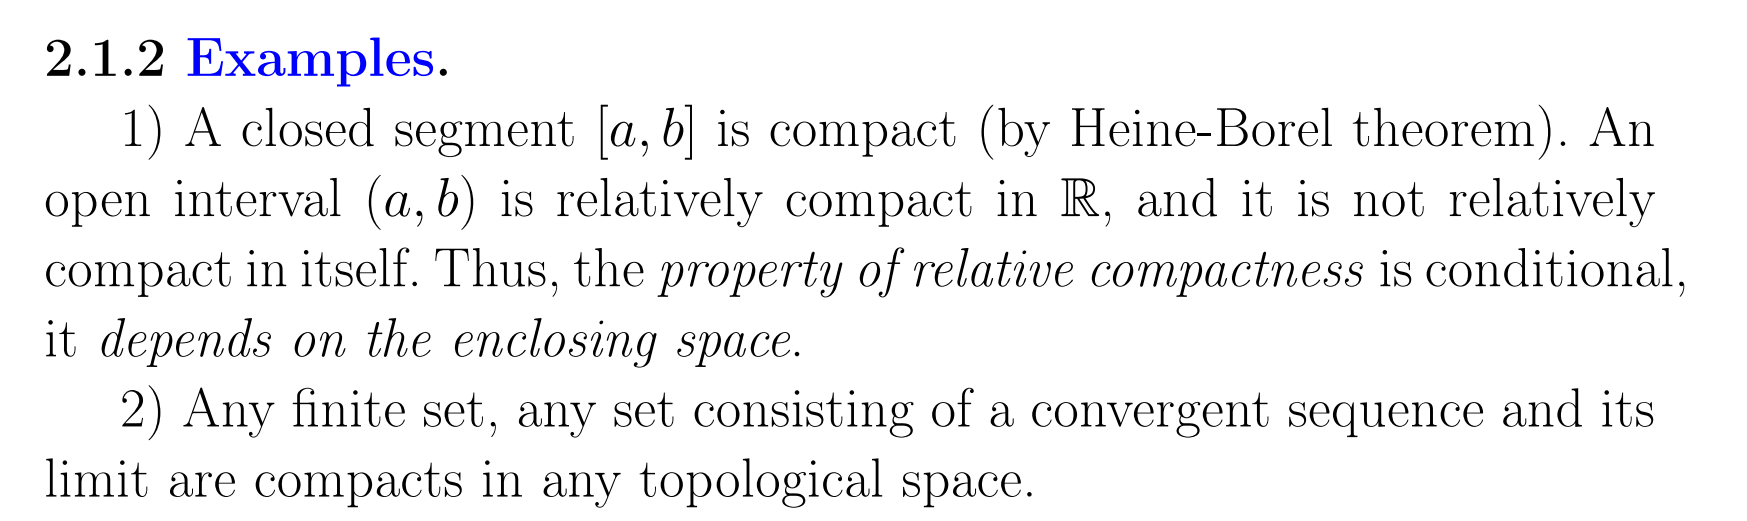 2.1.2 Examples.
1) A closed segment [a, b] is compact (by Heine-Borel theorem). An
open interval (a, b) is relatively compact in ℝ, and it is not relatively
compact in itself. Thus, the property of relative compactness is conditional,
it depends on the enclosing space.
2) Any finite set, any set consisting of a convergent sequence and its
limit are compacts in any topological space.